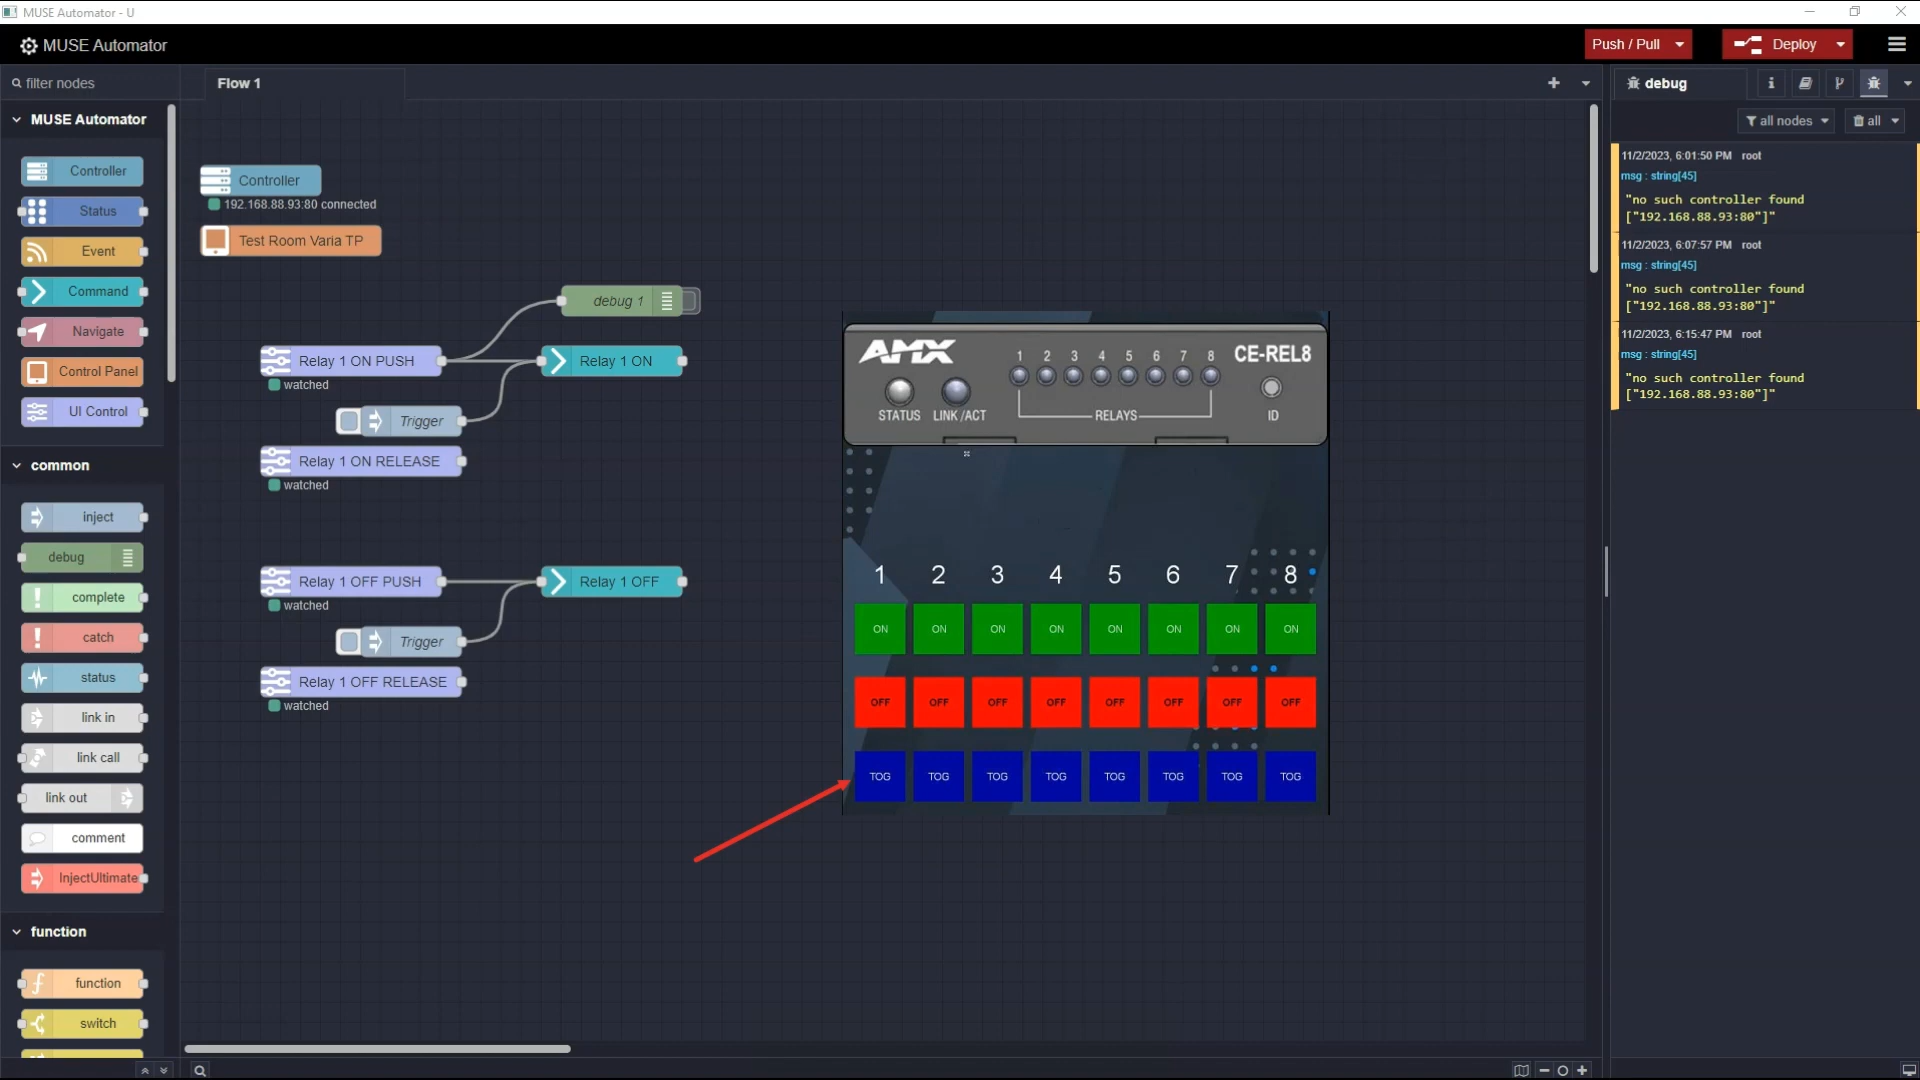 MUSE Automator - U
MUSE Automator
Push / Pull
Deploy
filter nodes
Flow 1
debug
all nodes
all
MUSE Automator
Controller
Status
Event
Command
Navigate
Control Panel
UI Control
common
inject
debug
complete
catch
status
link in
link call
link out
comment
InjectUltimate
function
function
switch
Controller
192.168.88.93:80 connected
Test Room Varia TP
debug 1
Relay 1 ON PUSH
watched
Relay 1 ON
Trigger
Relay 1 ON RELEASE
watched
Relay 1 OFF PUSH
watched
Relay 1 OFF
Trigger
Relay 1 OFF RELEASE
watched
AMX
1 2 3 4 5 6 7 8
CE-REL8
STATUS LINK/ACT
RELAYS
ID
1 2 3 4 5 6 7 8
ON ON ON ON ON ON ON ON
OFF OFF OFF OFF OFF OFF OFF OFF
TOG TOG TOG TOG TOG TOG TOG TOG
11/2/2023, 6:01:50 PM root
msg : string[45]
"no such controller found
["192.168.88.93:80"]"
11/2/2023, 6:07:57 PM root
msg : string[45]
"no such controller found
["192.168.88.93:80"]"
11/2/2023, 6:15:47 PM root
msg : string[45]
"no such controller found
["192.168.88.93:80"]"